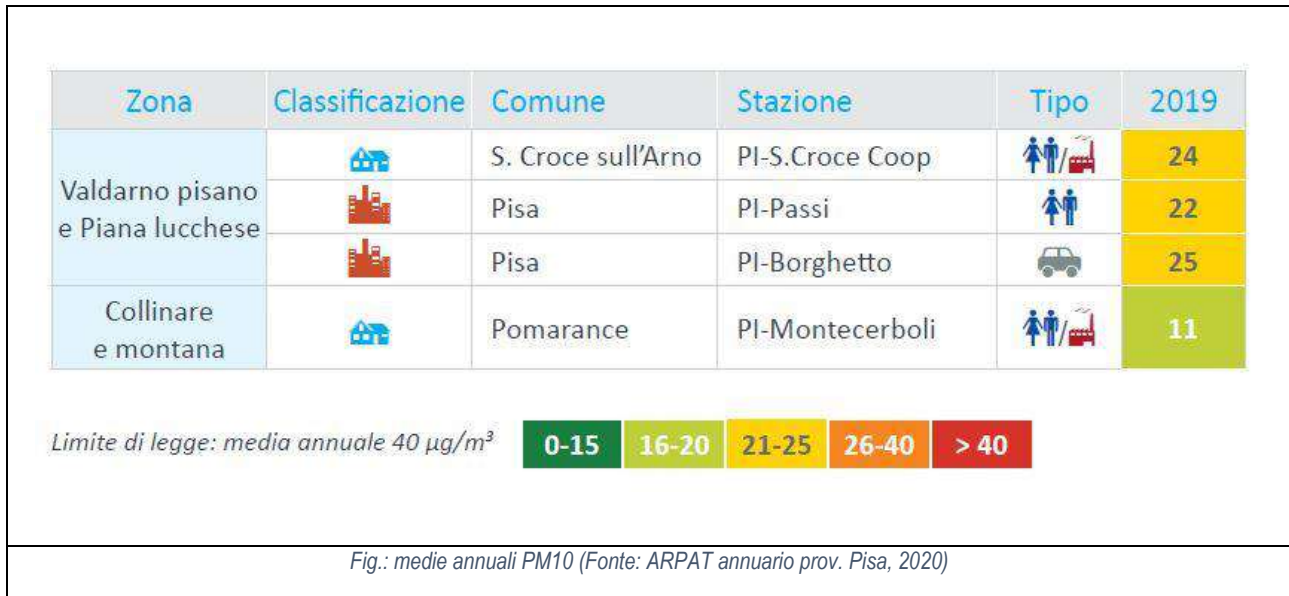 Zona Classificazione Comune Stazione Tipo 2019
Valdarno pisano
e Piana lucchese
S. Croce sull'Arno PI-S.Croce Coop / 24
Pisa PI-Passi 22
Pisa PI-Borghetto 25
Collinare
e montana
Pomarance PI-Montecerboli / 11
Limite di legge: media annuale 40 µg/m³ 0-15 16-20 21-25 26-40 > 40
Fig.: medie annuali PM10 (Fonte: ARPAT annuario prov. Pisa, 2020)